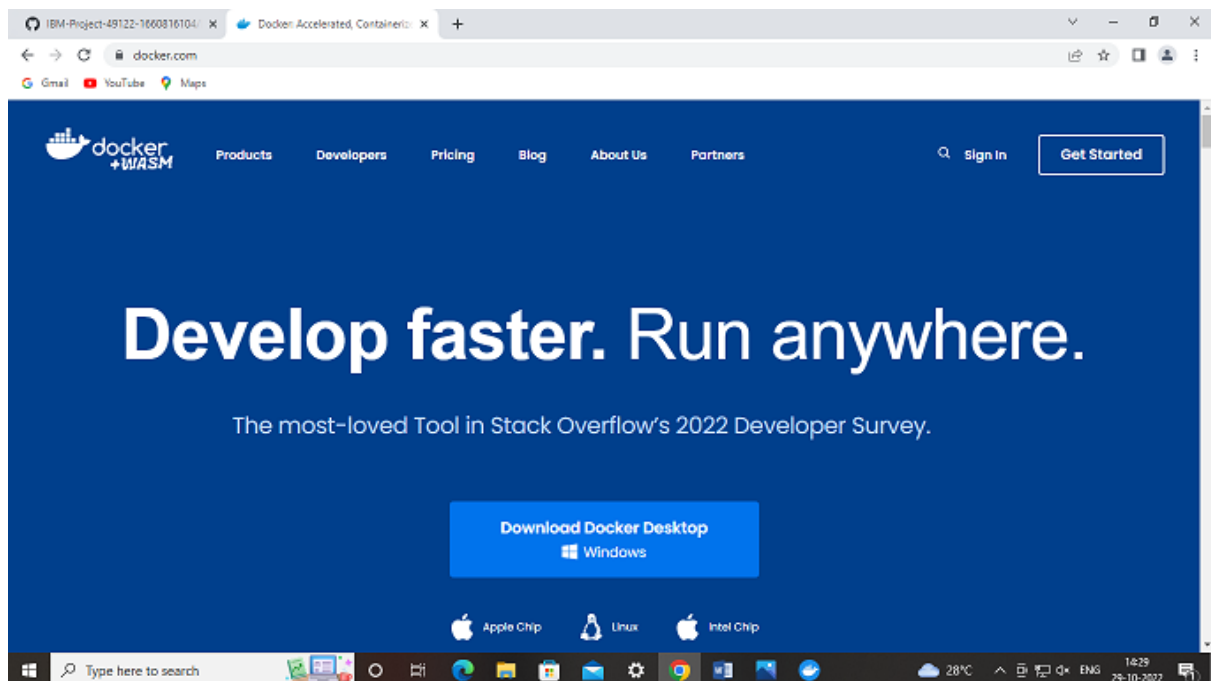 IBM-Project-49122-1660816104/
Docker: Accelerated, Containeriz
docker.com
Gmail YouTube Maps
docker
+WASM
Products Developers Pricing Blog About Us Partners Sign In Get Started
Develop faster. Run anywhere.
The most-loved Tool in Stack Overflow's 2022 Developer Survey.
Download Docker Desktop
Windows
Apple Chip Linux Intel Chip
Type here to search
28°C ENG 14:29
29-10-2022